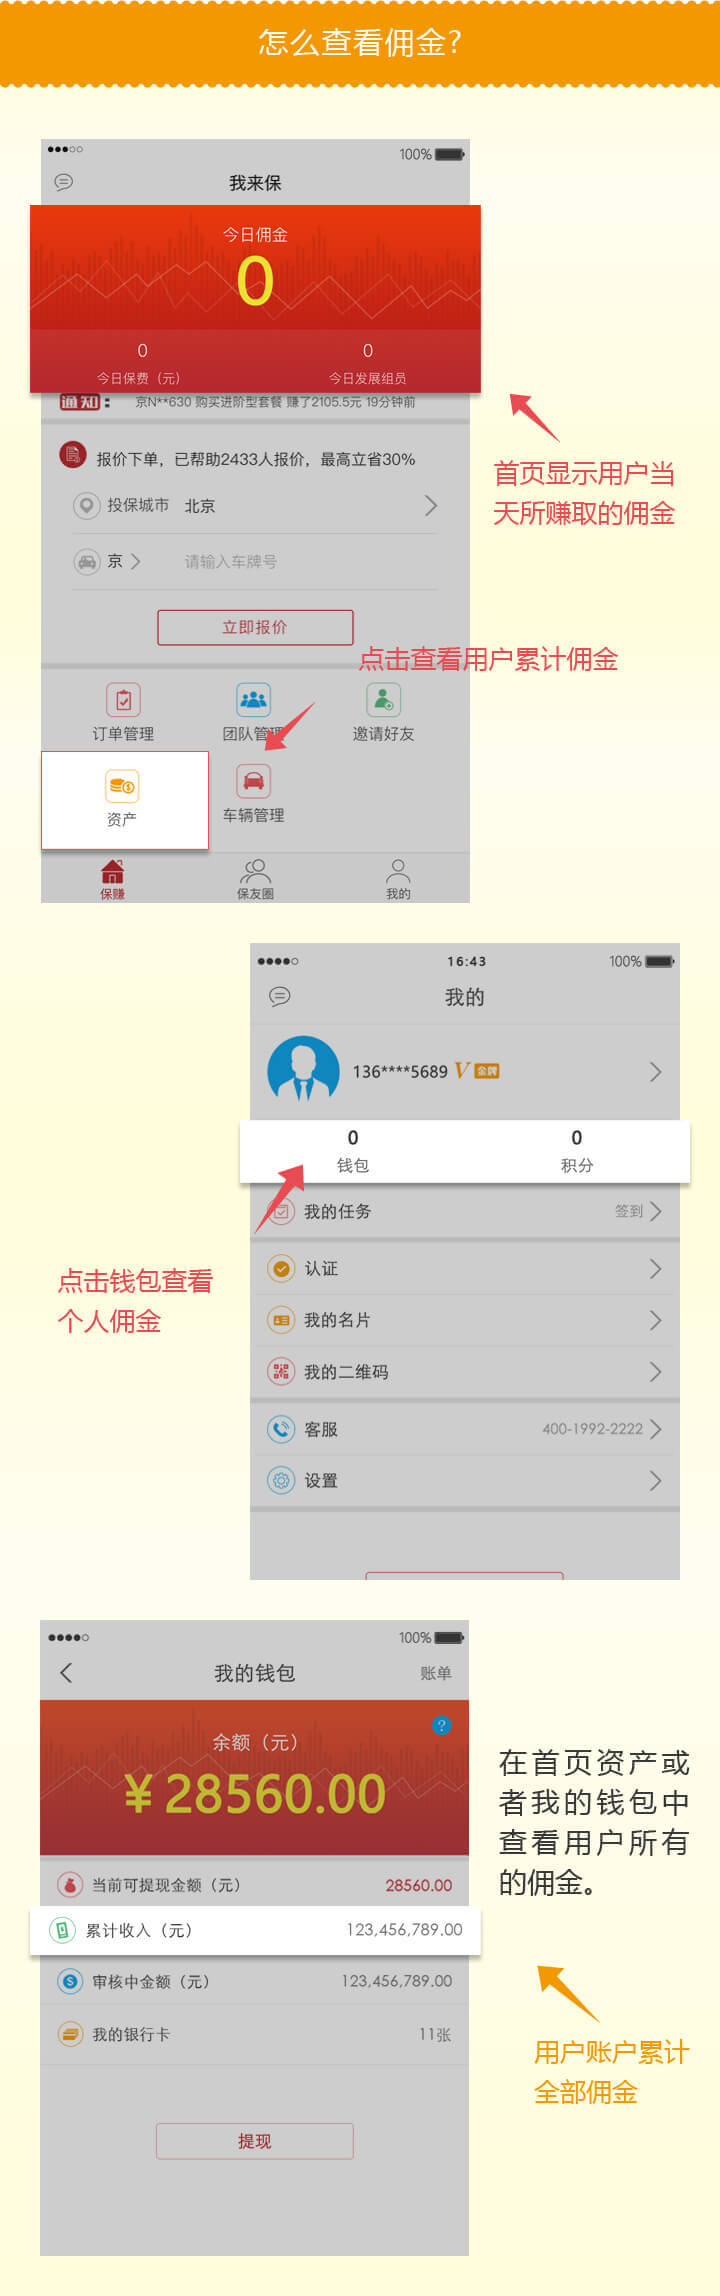 怎么查看佣金?
100%
我来保
今日佣金
0
0
0
今日保费（元）
今日发展组员
通知：
京N**630 购买进阶型套餐 赚了2105.5元 19分钟前
首页显示用户当
天所赚取的佣金
报价下单，已帮助2433人报价，最高立省30%
投保城市 北京
京
请输入车牌号
立即报价
点击查看用户累计佣金
订单管理
团队管理
邀请好友
资产
车辆管理
保赚
保友圈
我的
16:43
100%
我的
136****5689 V 金牌
0
0
钱包
积分
我的任务
签到
点击钱包查看
个人佣金
认证
我的名片
我的二维码
客服
400-1992-2222
设置
100%
我的钱包
账单
余额（元）
?
¥28560.00
在首页资产或
者我的钱包中
查看用户所有
的佣金。
当前可提现金额（元）
28560.00
累计收入（元）
123,456,789.00
审核中金额（元）
123,456,789.00
我的银行卡
11张
用户账户累计
全部佣金
提现